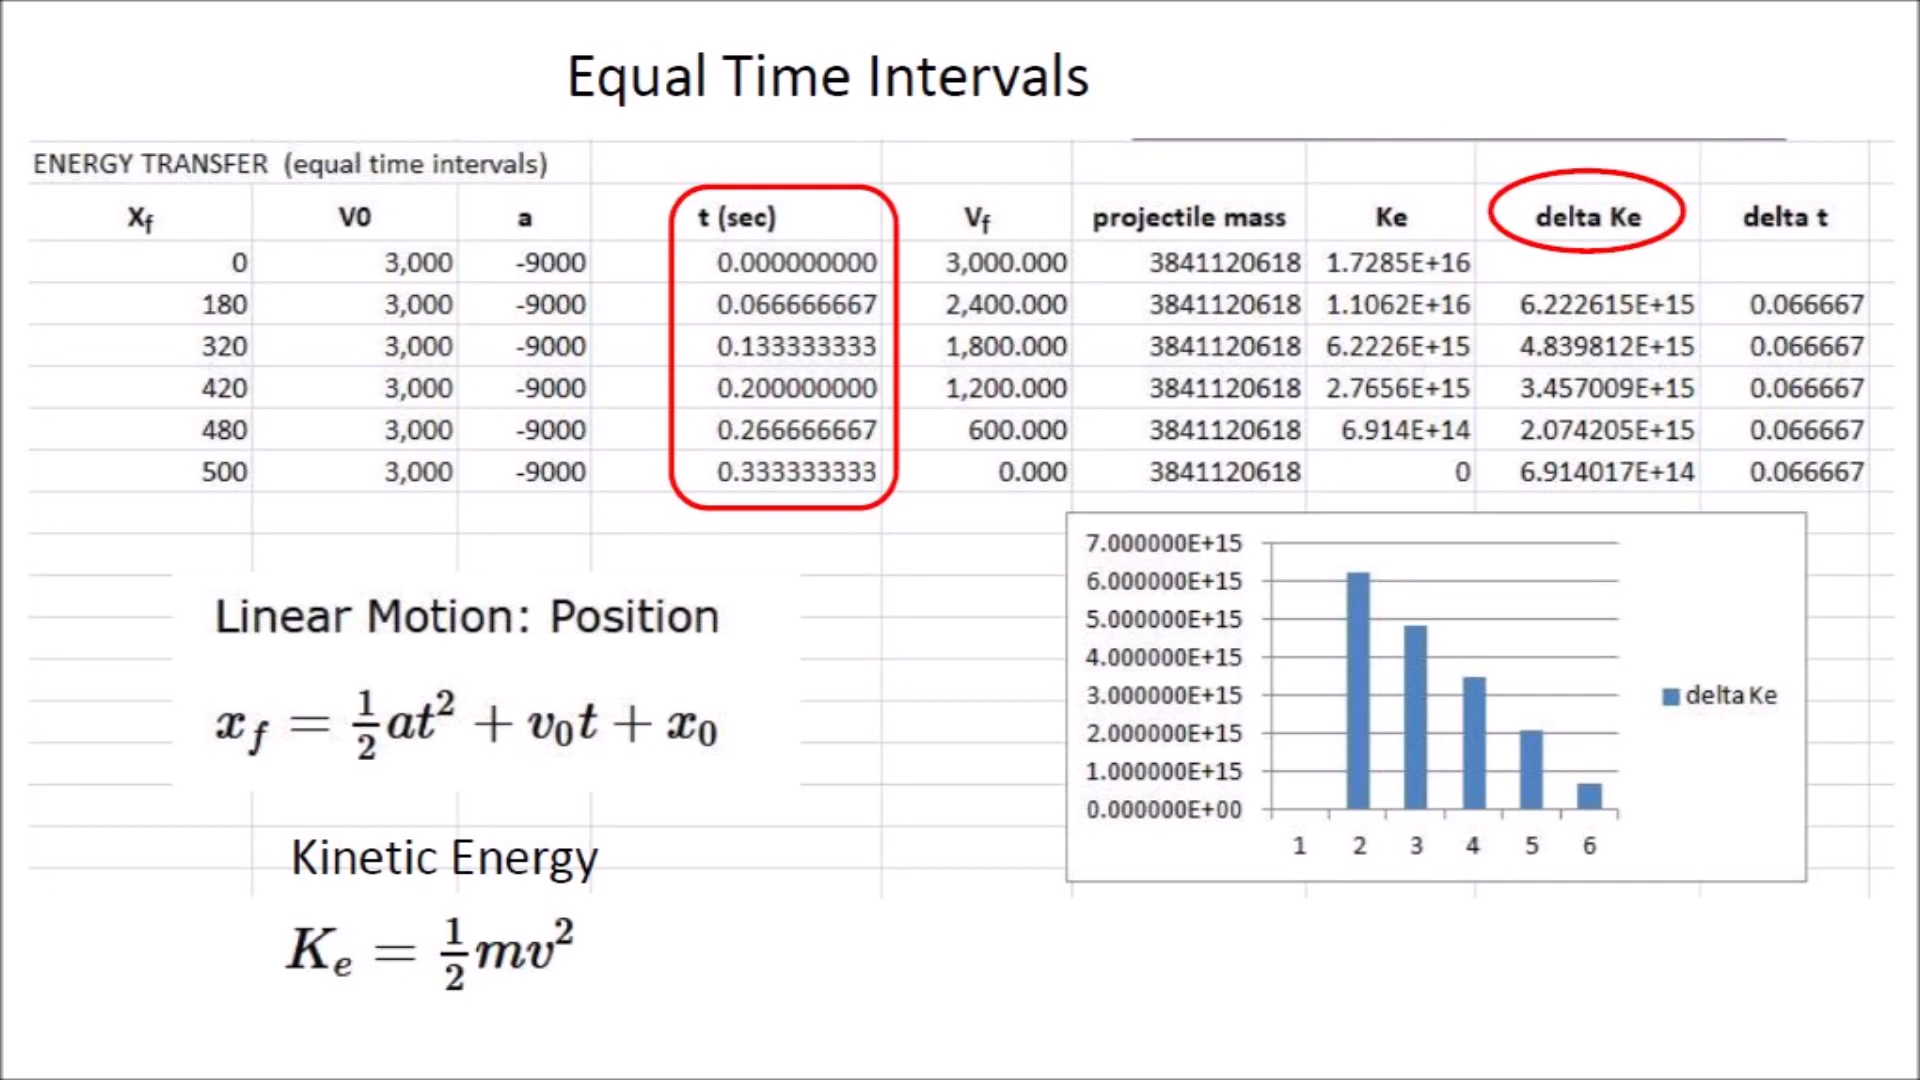 Equal Time Intervals
ENERGY TRANSFER (equal time intervals)
Xf V0 a t (sec) Vf projectile mass Ke delta Ke delta t
0 3,000 -9000 0.000000000 3,000.000 3841120618 1.7285E+16
180 3,000 -9000 0.066666667 2,400.000 3841120618 1.1062E+16 6.222615E+15 0.066667
320 3,000 -9000 0.133333333 1,800.000 3841120618 6.2226E+15 4.839812E+15 0.066667
420 3,000 -9000 0.200000000 1,200.000 3841120618 2.7656E+15 3.457009E+15 0.066667
480 3,000 -9000 0.266666667 600.000 3841120618 6.914E+14 2.074205E+15 0.066667
500 3,000 -9000 0.333333333 0.000 3841120618 0 6.914017E+14 0.066667
Linear Motion: Position
x_f = ½at² + v₀t + x₀
Kinetic Energy
K_e = ½mv²
7.000000E+15
6.000000E+15
5.000000E+15
4.000000E+15
3.000000E+15
2.000000E+15
1.000000E+15
0.000000E+00
1 2 3 4 5 6
delta Ke